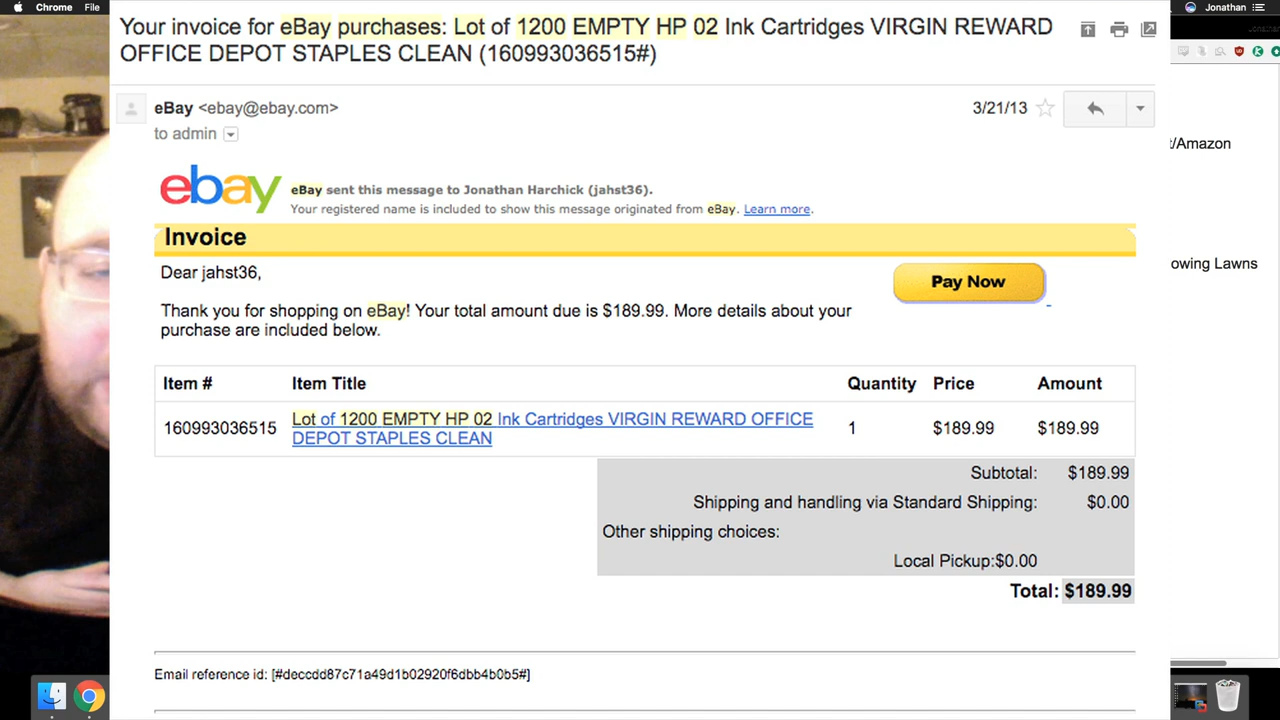 Chrome File
Jonathan
Your invoice for eBay purchases: Lot of 1200 EMPTY HP 02 Ink Cartridges VIRGIN REWARD
OFFICE DEPOT STAPLES CLEAN (160993036515#)
eBay <ebay@ebay.com>
3/21/13
to admin
t/Amazon
ebay
eBay sent this message to Jonathan Harchick (jahst36).
Your registered name is included to show this message originated from eBay. Learn more.
Invoice
owing Lawns
Dear jahst36,
Pay Now
Thank you for shopping on eBay! Your total amount due is $189.99. More details about your
purchase are included below.
Item # Item Title Quantity Price Amount
160993036515 Lot of 1200 EMPTY HP 02 Ink Cartridges VIRGIN REWARD OFFICE
DEPOT STAPLES CLEAN 1 $189.99 $189.99
Subtotal: $189.99
Shipping and handling via Standard Shipping: $0.00
Other shipping choices:
Local Pickup:$0.00
Total: $189.99
Email reference id: [#deccdd87c71a49d1b02920f6dbb4b0b5#]